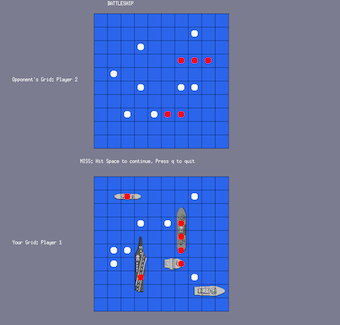 BATTLESHIP
Opponent's Grid: Player 2
MISS: Hit Space to continue, Press q to quit
Your Grid: Player 1